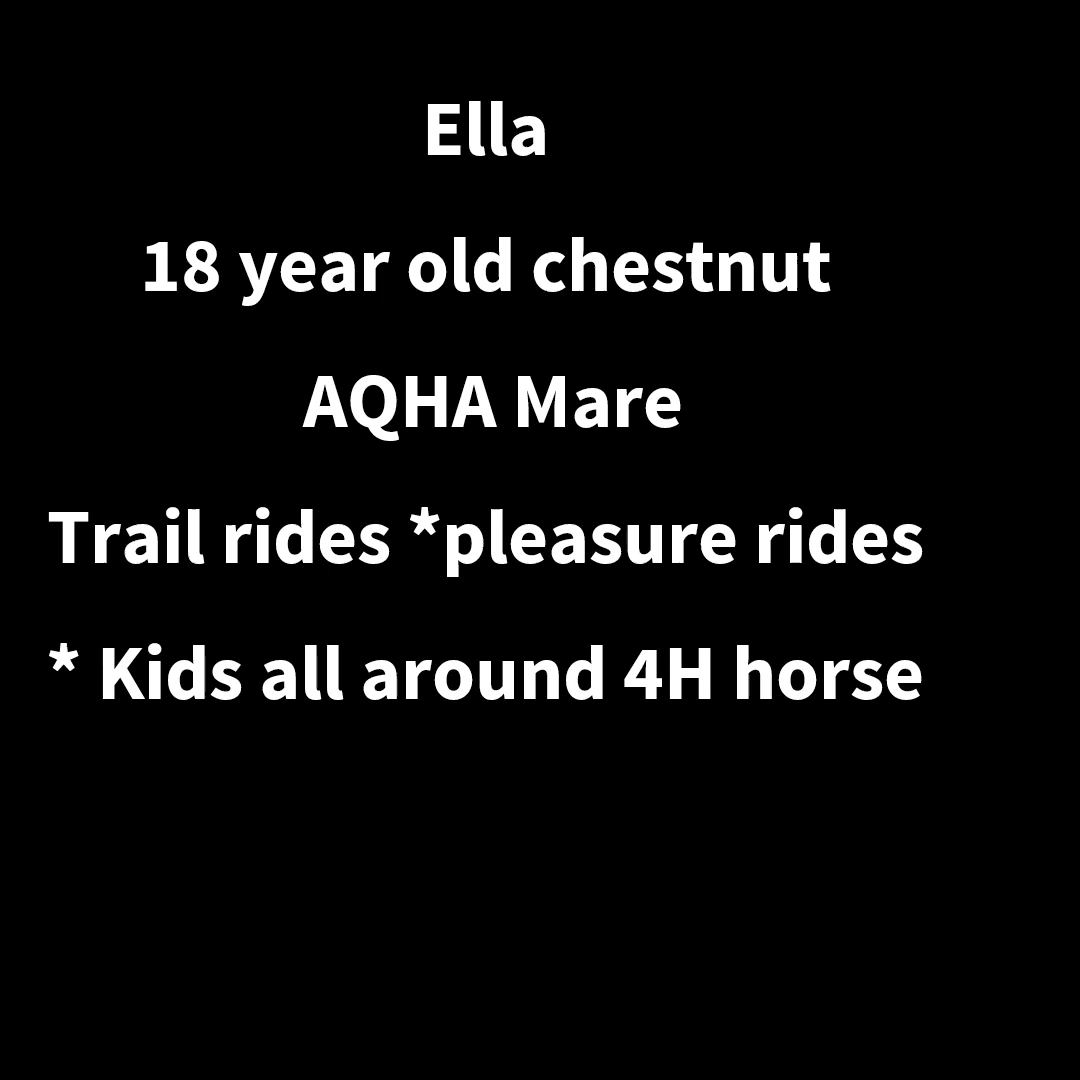 Ella
18 year old chestnut
AQHA Mare
Trail rides *pleasure rides
* Kids all around 4H horse